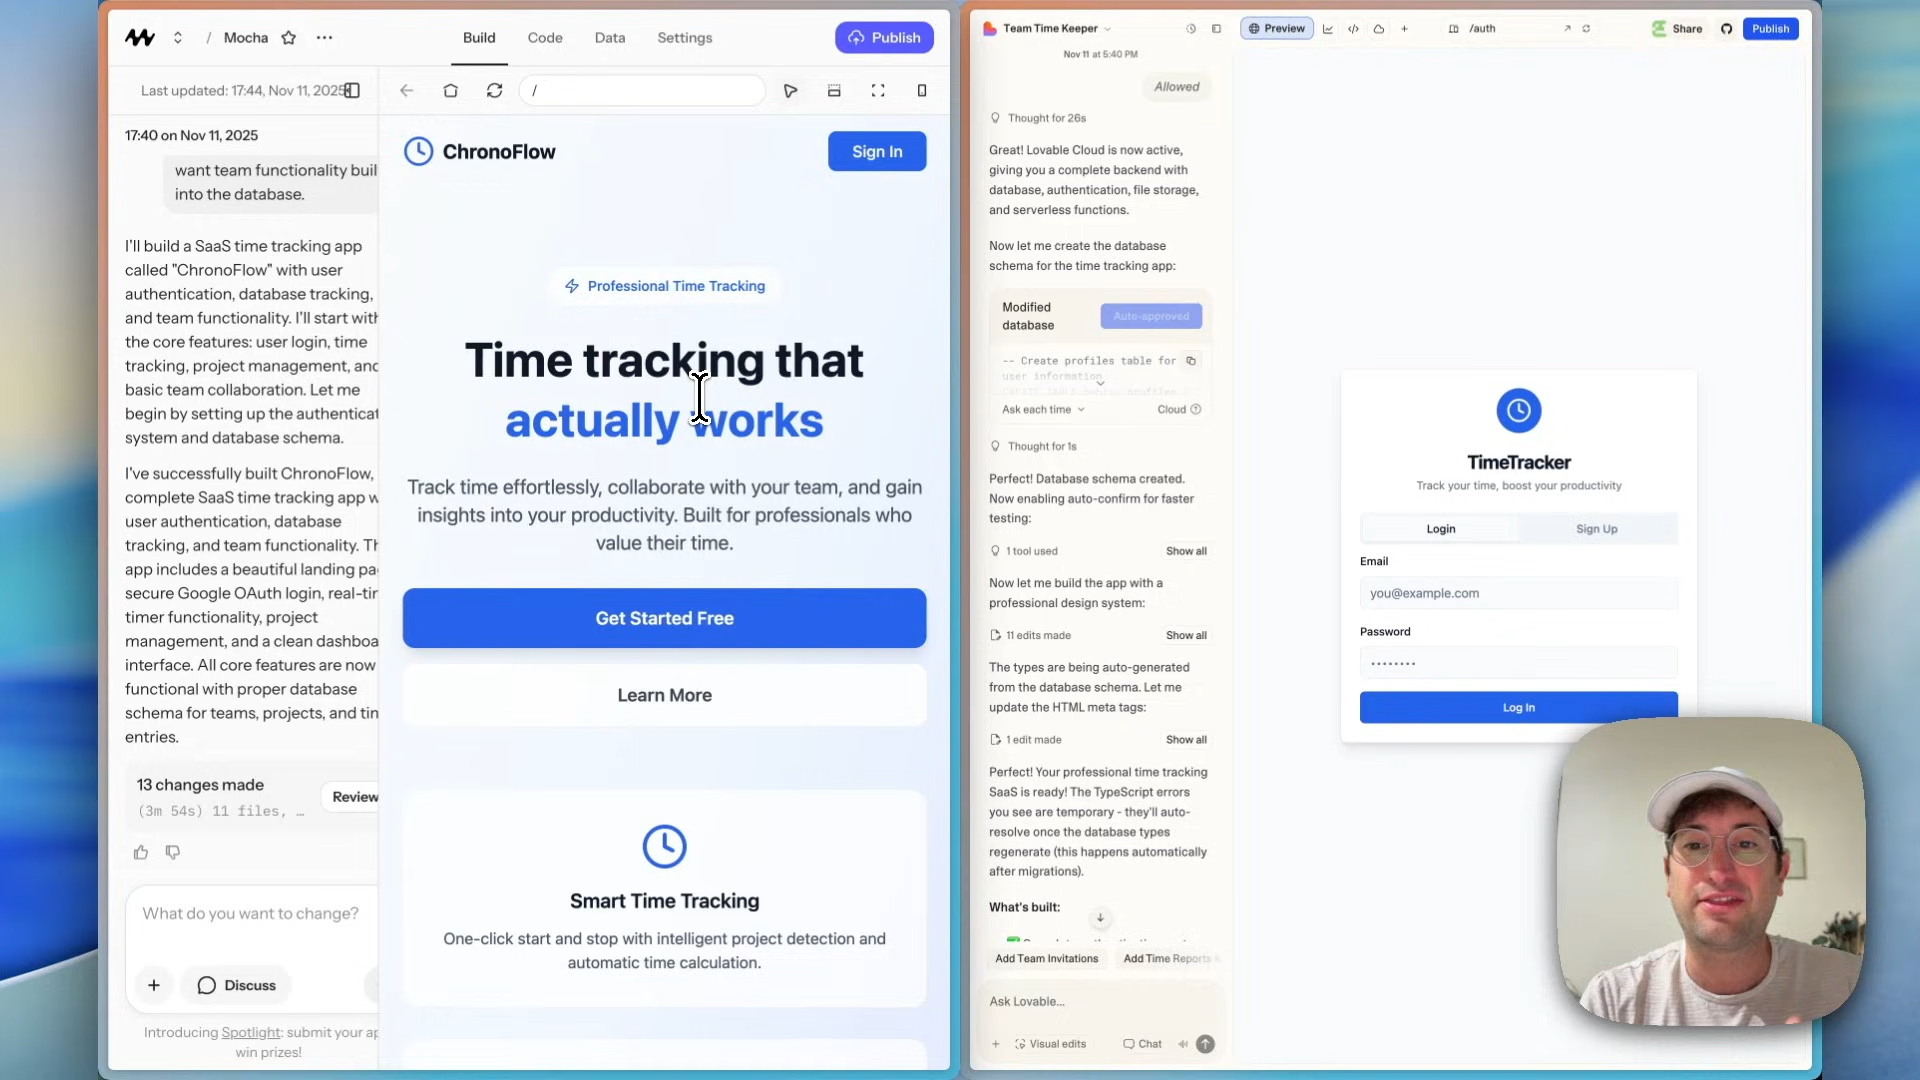 / Mocha
Build
Code
Data
Settings
Publish
Last updated: 17:44, Nov 11, 2025
/
17:40 on Nov 11, 2025
want team functionality buil
into the database.
I'll build a SaaS time tracking app
called "ChronoFlow" with user
authentication, database tracking,
and team functionality. I'll start with
the core features: user login, time
tracking, project management, and
basic team collaboration. Let me
begin by setting up the authenticat
system and database schema.
I've successfully built ChronoFlow,
complete SaaS time tracking app w
user authentication, database
tracking, and team functionality. Th
app includes a beautiful landing pa
secure Google OAuth login, real-tir
timer functionality, project
management, and a clean dashboa
interface. All core features are now
functional with proper database
schema for teams, projects, and tin
entries.
13 changes made
(3m 54s) 11 files, …
Review
What do you want to change?
+
Discuss
Introducing Spotlight: submit your ap
win prizes!
ChronoFlow
Sign In
Professional Time Tracking
Time tracking that
actually works
Track time effortlessly, collaborate with your team, and gain
insights into your productivity. Built for professionals who
value their time.
Get Started Free
Learn More
Smart Time Tracking
One-click start and stop with intelligent project detection and
automatic time calculation.
Team Time Keeper
Preview
+
/auth
Share
Publish
Nov 11 at 5:40 PM
Allowed
Thought for 26s
Great! Lovable Cloud is now active,
giving you a complete backend with
database, authentication, file storage,
and serverless functions.
Now let me create the database
schema for the time tracking app:
Modified
database
Auto-approved
-- Create profiles table for
user information
Ask each time
Cloud
Thought for 1s
Perfect! Database schema created.
Now enabling auto-confirm for faster
testing:
1 tool used
Show all
Now let me build the app with a
professional design system:
11 edits made
Show all
The types are being auto-generated
from the database schema. Let me
update the HTML meta tags:
1 edit made
Show all
Perfect! Your professional time tracking
SaaS is ready! The TypeScript errors
you see are temporary - they'll auto-
resolve once the database types
regenerate (this happens automatically
after migrations).
What's built:
Add Team Invitations
Add Time Reports
Ask Lovable...
+
Visual edits
Chat
TimeTracker
Track your time, boost your productivity
Login
Sign Up
Email
you@example.com
Password
••••••••
Log In